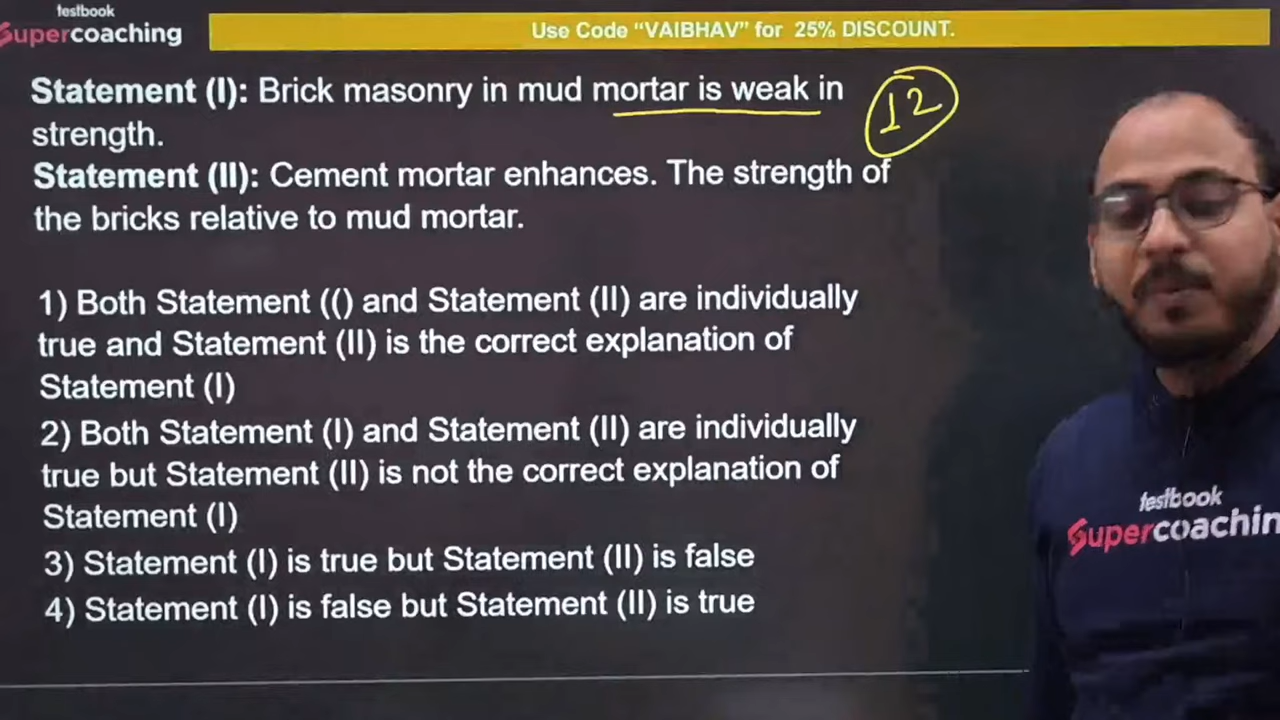 testbook
Supercoaching
Use Code “VAIBHAV” for 25% DISCOUNT.
Statement (I): Brick masonry in mud mortar is weak in
strength.
12
Statement (II): Cement mortar enhances. The strength of
the bricks relative to mud mortar.
1) Both Statement (() and Statement (II) are individually
true and Statement (II) is the correct explanation of
Statement (I)
2) Both Statement (I) and Statement (II) are individually
true but Statement (II) is not the correct explanation of
Statement (I)
3) Statement (I) is true but Statement (II) is false
4) Statement (I) is false but Statement (II) is true
testbook
Supercoachin